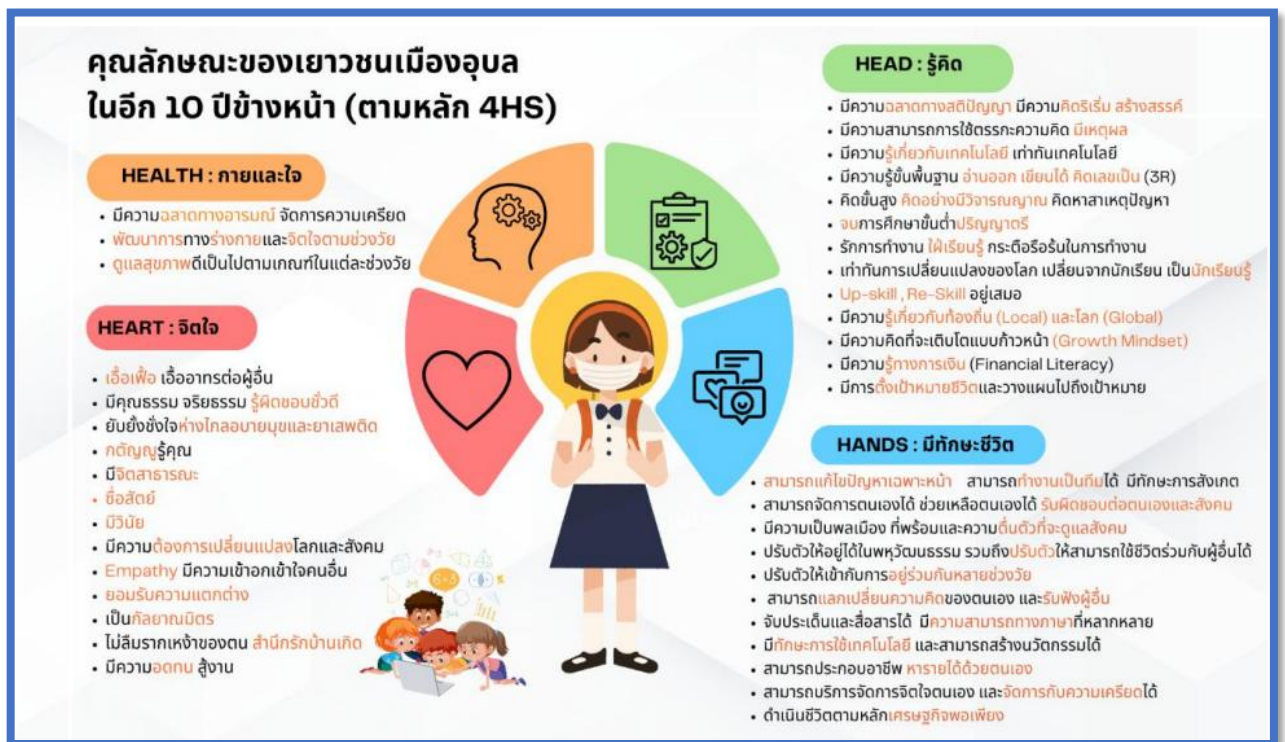 คุณลักษณะของเยาวชนเมืองอุบล
ในอีก 10 ปีข้างหน้า (ตามหลัก 4HS)
HEALTH : กายและใจ
• มีความฉลาดทางอารมณ์ จัดการความเครียด
• พัฒนาการทางร่างกายและจิตใจตามช่วงวัย
• ดูแลสุขภาพดีเป็นไปตามเกณฑ์ในแต่ละช่วงวัย
HEART : จิตใจ
• เอื้อเฟื้อ เอื้ออาทรต่อผู้อื่น
• มีคุณธรรม จริยธรรม รู้ผิดชอบชั่วดี
• ยับยั้งชั่งใจห่างไกลอบายมุขและยาเสพติด
• กตัญญูรู้คุณ
• มีจิตสาธารณะ
• ซื่อสัตย์
• มีวินัย
• มีความต้องการเปลี่ยนแปลงโลกและสังคม
• Empathy มีความเข้าอกเข้าใจคนอื่น
• ยอมรับความแตกต่าง
• เป็นกัลยาณมิตร
• ไม่ลืมรากเหง้าของตน สำนึกรักบ้านเกิด
• มีความอดทน สู้งาน
HEAD : รู้คิด
• มีความฉลาดทางสติปัญญา มีความคิดริเริ่ม สร้างสรรค์
• มีความสามารถการใช้ตรรกะความคิด มีเหตุผล
• มีความรู้เกี่ยวกับเทคโนโลยี เท่าทันเทคโนโลยี
• มีความรู้ขั้นพื้นฐาน อ่านออก เขียนได้ คิดเลขเป็น (3R)
• คิดขั้นสูง คิดอย่างมีวิจารณญาณ คิดหาสาเหตุปัญหา
• จบการศึกษาขั้นต่ำปริญญาตรี
• รักการทำงาน ใฝ่เรียนรู้ กระตือรือร้นในการทำงาน
• เท่าทันการเปลี่ยนแปลงของโลก เปลี่ยนจากนักเรียน เป็นนักเรียนรู้
• Up-skill , Re-Skill อยู่เสมอ
• มีความรู้เกี่ยวกับท้องถิ่น (Local) และโลก (Global)
• มีความคิดที่จะเติบโตแบบก้าวหน้า (Growth Mindset)
• มีความรู้ทางการเงิน (Financial Literacy)
• มีการตั้งเป้าหมายชีวิตและวางแผนไปถึงเป้าหมาย
HANDS : มีทักษะชีวิต
• สามารถแก้ไขปัญหาเฉพาะหน้า สามารถทำงานเป็นทีมได้ มีทักษะการสังเกต
• สามารถจัดการตนเองได้ ช่วยเหลือตนเองได้ รับผิดชอบต่อตนเองและสังคม
• มีความเป็นพลเมือง ที่พร้อมและความตื่นตัวที่จะดูแลสังคม
• ปรับตัวให้อยู่ได้ในพหุวัฒนธรรม รวมถึงปรับตัวให้สามารถใช้ชีวิตร่วมกับผู้อื่นได้
• ปรับตัวให้เข้ากับการอยู่ร่วมกันหลายช่วงวัย
• สามารถแลกเปลี่ยนความคิดของตนเอง และรับฟังผู้อื่น
• จับประเด็นและสื่อสารได้ มีความสามารถทางภาษาที่หลากหลาย
• มีทักษะการใช้เทคโนโลยี และสามารถสร้างนวัตกรรมได้
• สามารถประกอบอาชีพ หารายได้ด้วยตนเอง
• สามารถบริการจัดการจิตใจตนเอง และจัดการกับความเครียดได้
• ดำเนินชีวิตตามหลักเศรษฐกิจพอเพียง